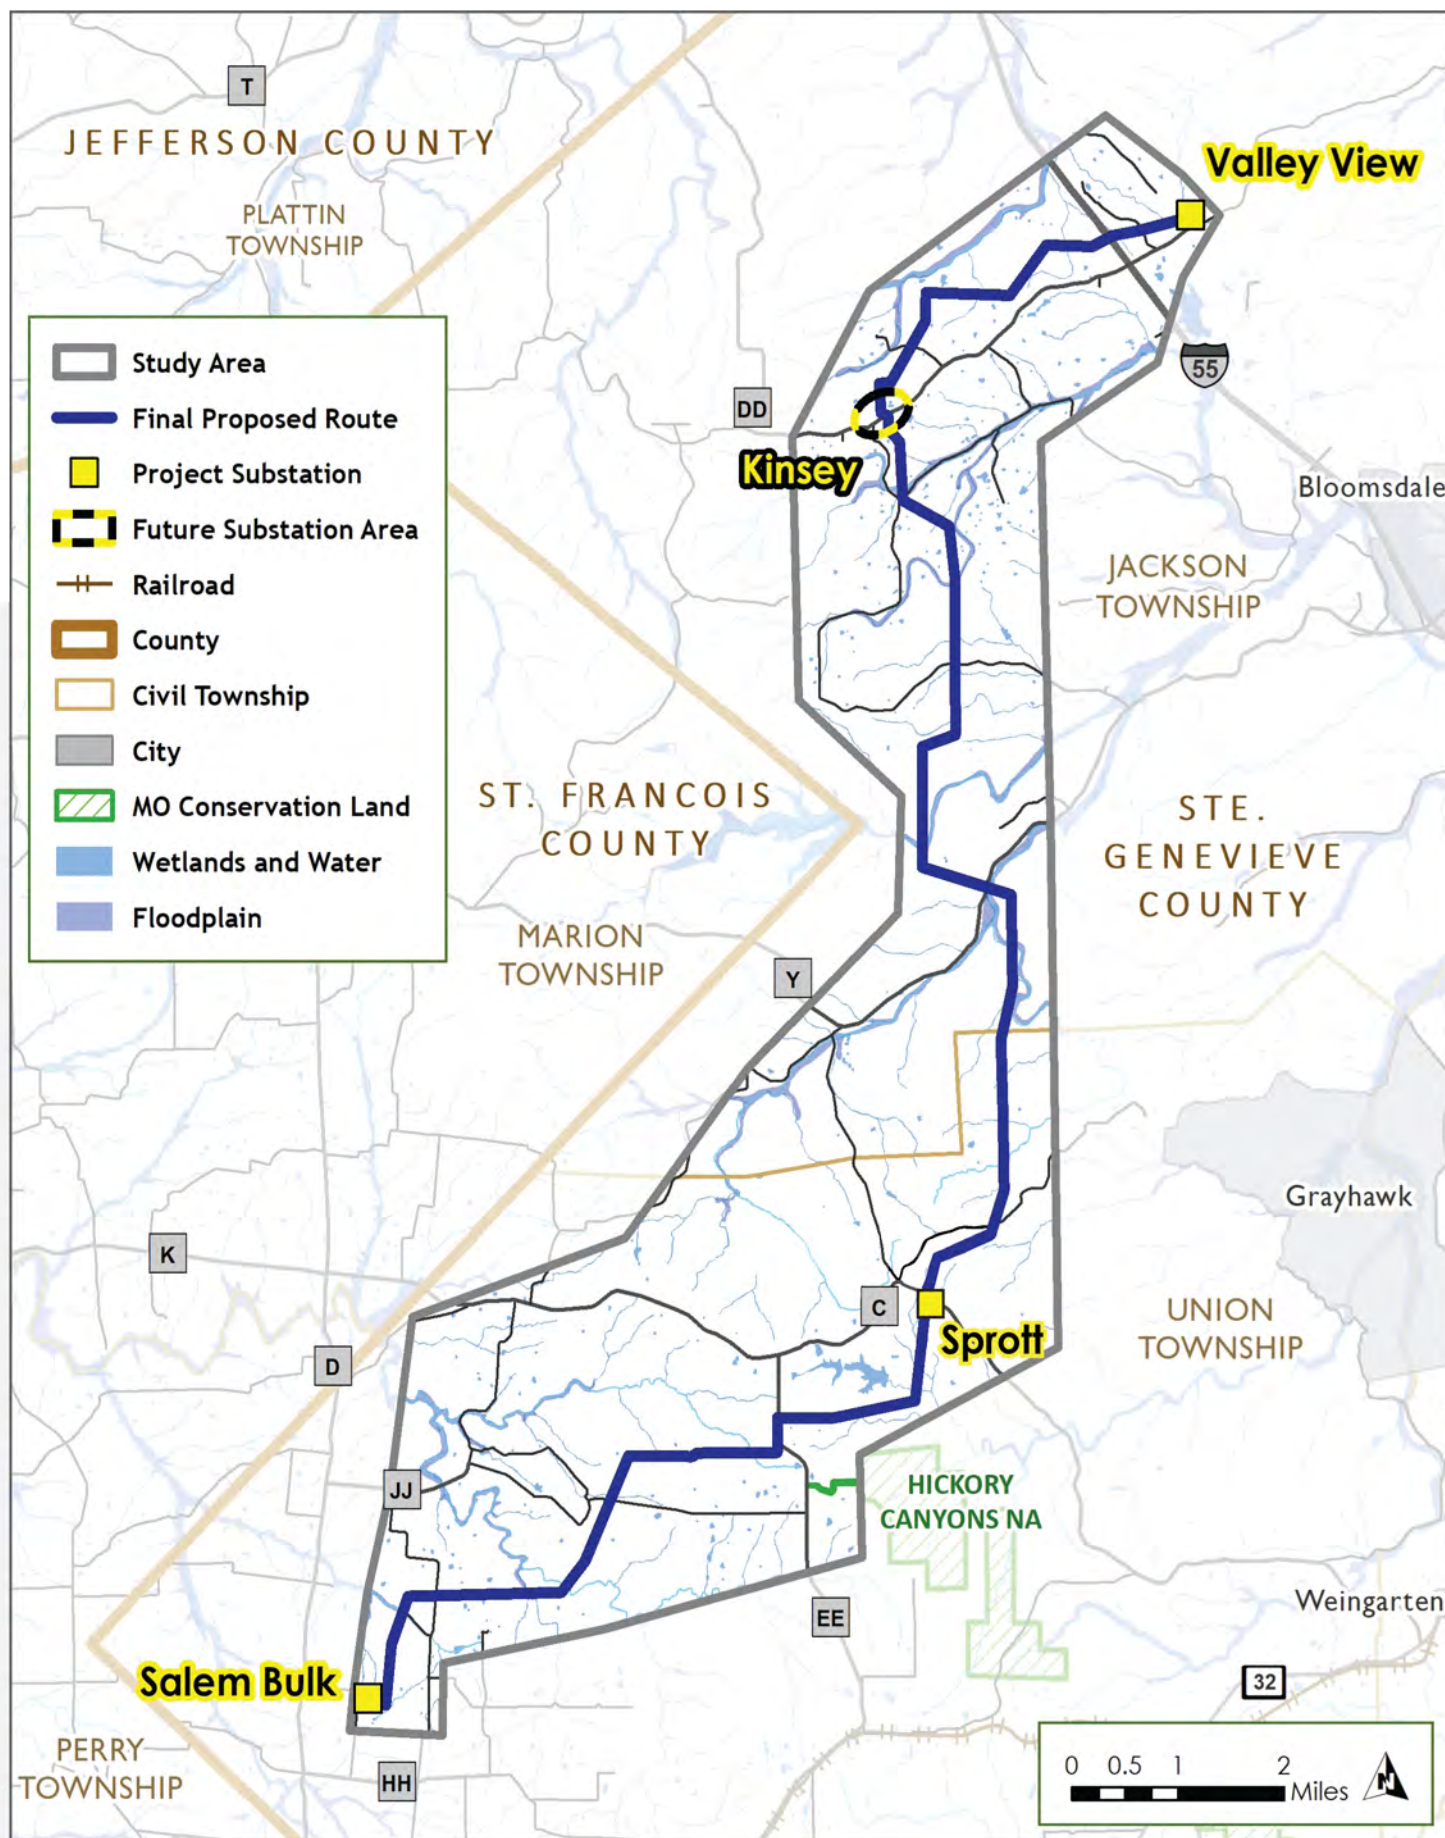 T
JEFFERSON COUNTY
PLATTIN
TOWNSHIP
Valley View
Study Area
Final Proposed Route
Project Substation
Future Substation Area
Railroad
County
Civil Township
City
MO Conservation Land
Wetlands and Water
Floodplain
55
DD
Kinsey
Bloomsdale
JACKSON
TOWNSHIP
ST. FRANCOIS
COUNTY
STE.
GENEVIEVE
COUNTY
MARION
TOWNSHIP
Y
Grayhawk
K
C
UNION
TOWNSHIP
Sprott
D
JJ
HICKORY
CANYONS NA
EE
Weingarten
Salem Bulk
32
PERRY
TOWNSHIP
HH
0 0.5 1 2
Miles
N